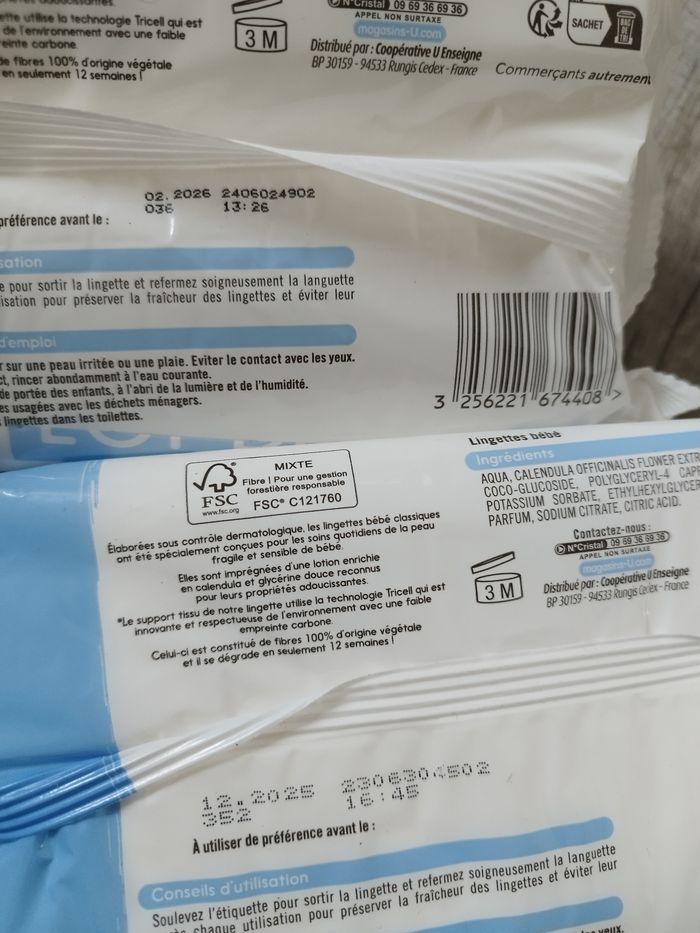 tte utilise la technologie Tricell qui est
de l'environnement avec une faible
reinte carbone.
de fibres 100% d'origine végétale
en seulement 12 semaines !
3 M
N°Cristal 09 69 36 69 36
APPEL NON SURTAXE
magasins-U.com
Distribué par : Coopérative U Enseigne
BP 30159 - 94533 Rungis Cedex - France
SACHET
BAC DE TRI
Commerçants autrement
02.2026 2406024902
036 13:26
préférence avant le :
sation
e pour sortir la lingette et refermez soigneusement la languette
isation pour préserver la fraîcheur des lingettes et éviter leur
d'emploi
r sur une peau irritée ou une plaie. Eviter le contact avec les yeux.
ct, rincer abondamment à l'eau courante.
de portée des enfants, à l'abri de la lumière et de l'humidité.
es usagées avec les déchets ménagers.
lingettes dans les toilettes.
3 256221 674408 >
FSC
www.fsc.org
MIXTE
Fibre | Pour une gestion
forestière responsable
FSC® C121760
Élaborées sous contrôle dermatologique, les lingettes bébé classiques
ont été spécialement conçues pour les soins quotidiens de la peau
fragile et sensible de bébé.
Elles sont imprégnées d'une lotion enrichie
en calendula et glycérine douce reconnus
pour leurs propriétés adoucissantes.
*Le support tissu de notre lingette utilise la technologie Tricell qui est
innovante et respectueuse de l'environnement avec une faible
empreinte carbone.
Celui-ci est constitué de fibres 100% d'origine végétale
et il se dégrade en seulement 12 semaines !
Lingettes bébé
Ingrédients
AQUA, CALENDULA OFFICINALIS FLOWER EXTR
COCO-GLUCOSIDE, POLYGLYCERYL-4 CAPR
POTASSIUM SORBATE, ETHYLHEXYLGLYCER
PARFUM, SODIUM CITRATE, CITRIC ACID.
Contactez-nous :
N°Cristal 09 69 36 69 36
APPEL NON SURTAXE
magasins-U.com
3 M
Distribué par : Coopérative U Enseigne
BP 30159 - 94533 Rungis Cedex - France
12.2025 2306304502
352 16:45
À utiliser de préférence avant le :
Conseils d'utilisation
Soulevez l'étiquette pour sortir la lingette et refermez soigneusement la languette
chaque utilisation pour préserver la fraîcheur des lingettes et éviter leur
yeux.